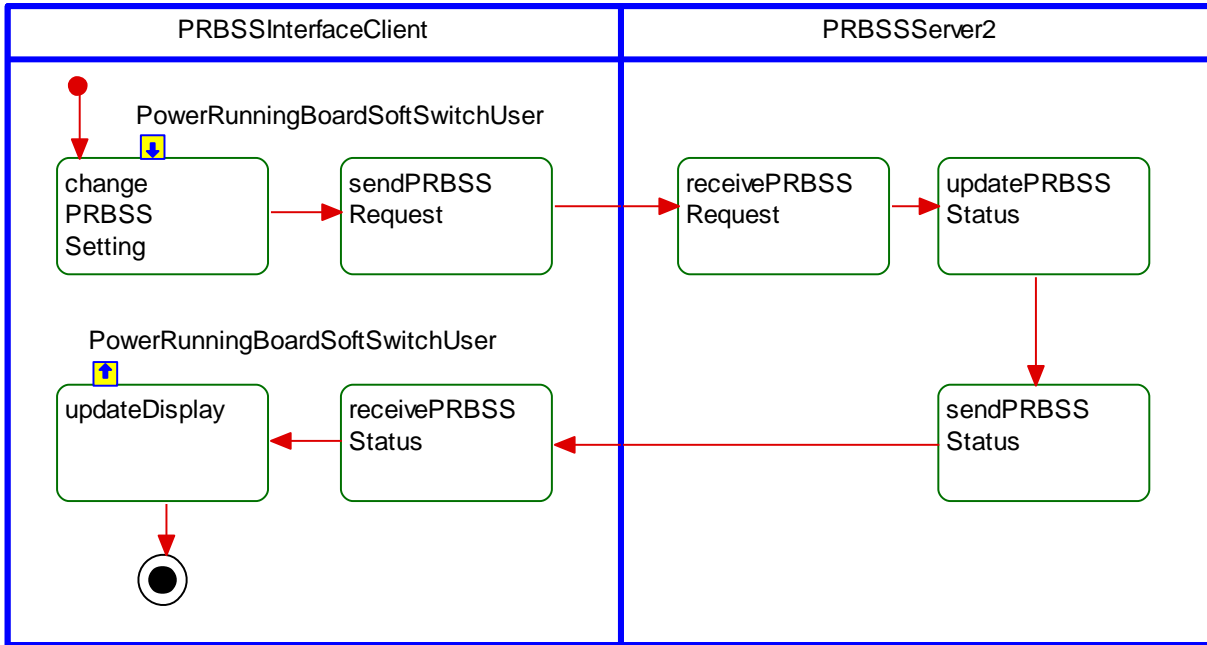 PRBSSInterfaceClient
PRBSSServer2
PowerRunningBoardSoftSwitchUser
change
PRBSS
Setting
sendPRBSS
Request
receivePRBSS
Request
updatePRBSS
Status
PowerRunningBoardSoftSwitchUser
updateDisplay
receivePRBSS
Status
sendPRBSS
Status